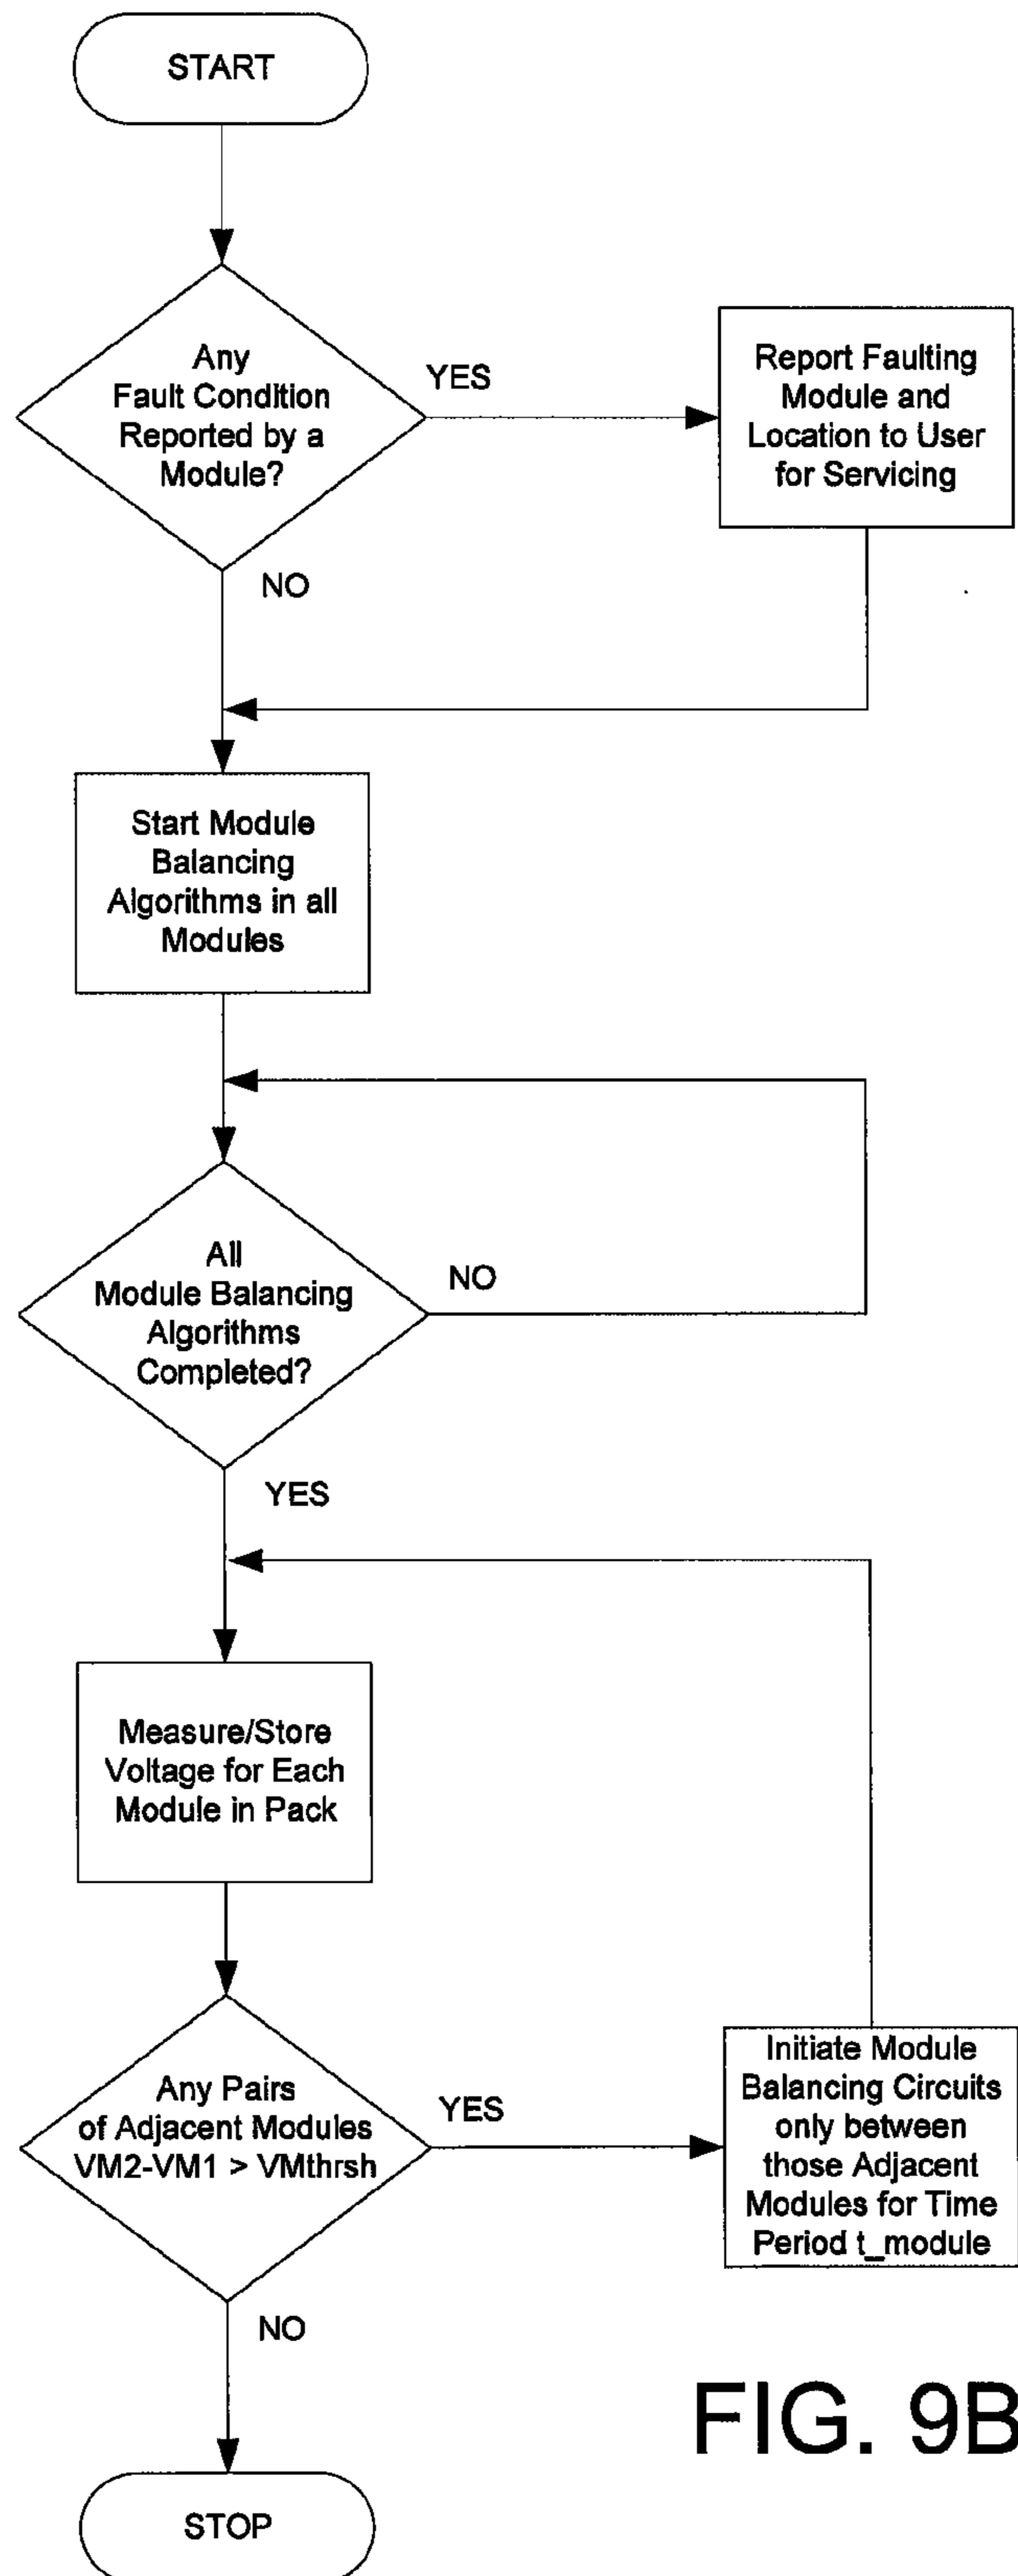 START
Any
Fault Condition
Reported by a
Module?
YES
Report Faulting
Module and
Location to User
for Servicing
NO
Start Module
Balancing
Algorithms in all
Modules
All
Module Balancing
Algorithms
Completed?
NO
YES
Measure/Store
Voltage for Each
Module in Pack
Any Pairs
of Adjacent Modules
VM2-VM1 > VMthrsh
YES
Initiate Module
Balancing Circuits
only between
those Adjacent
Modules for Time
Period t_module
NO
STOP
FIG. 9B